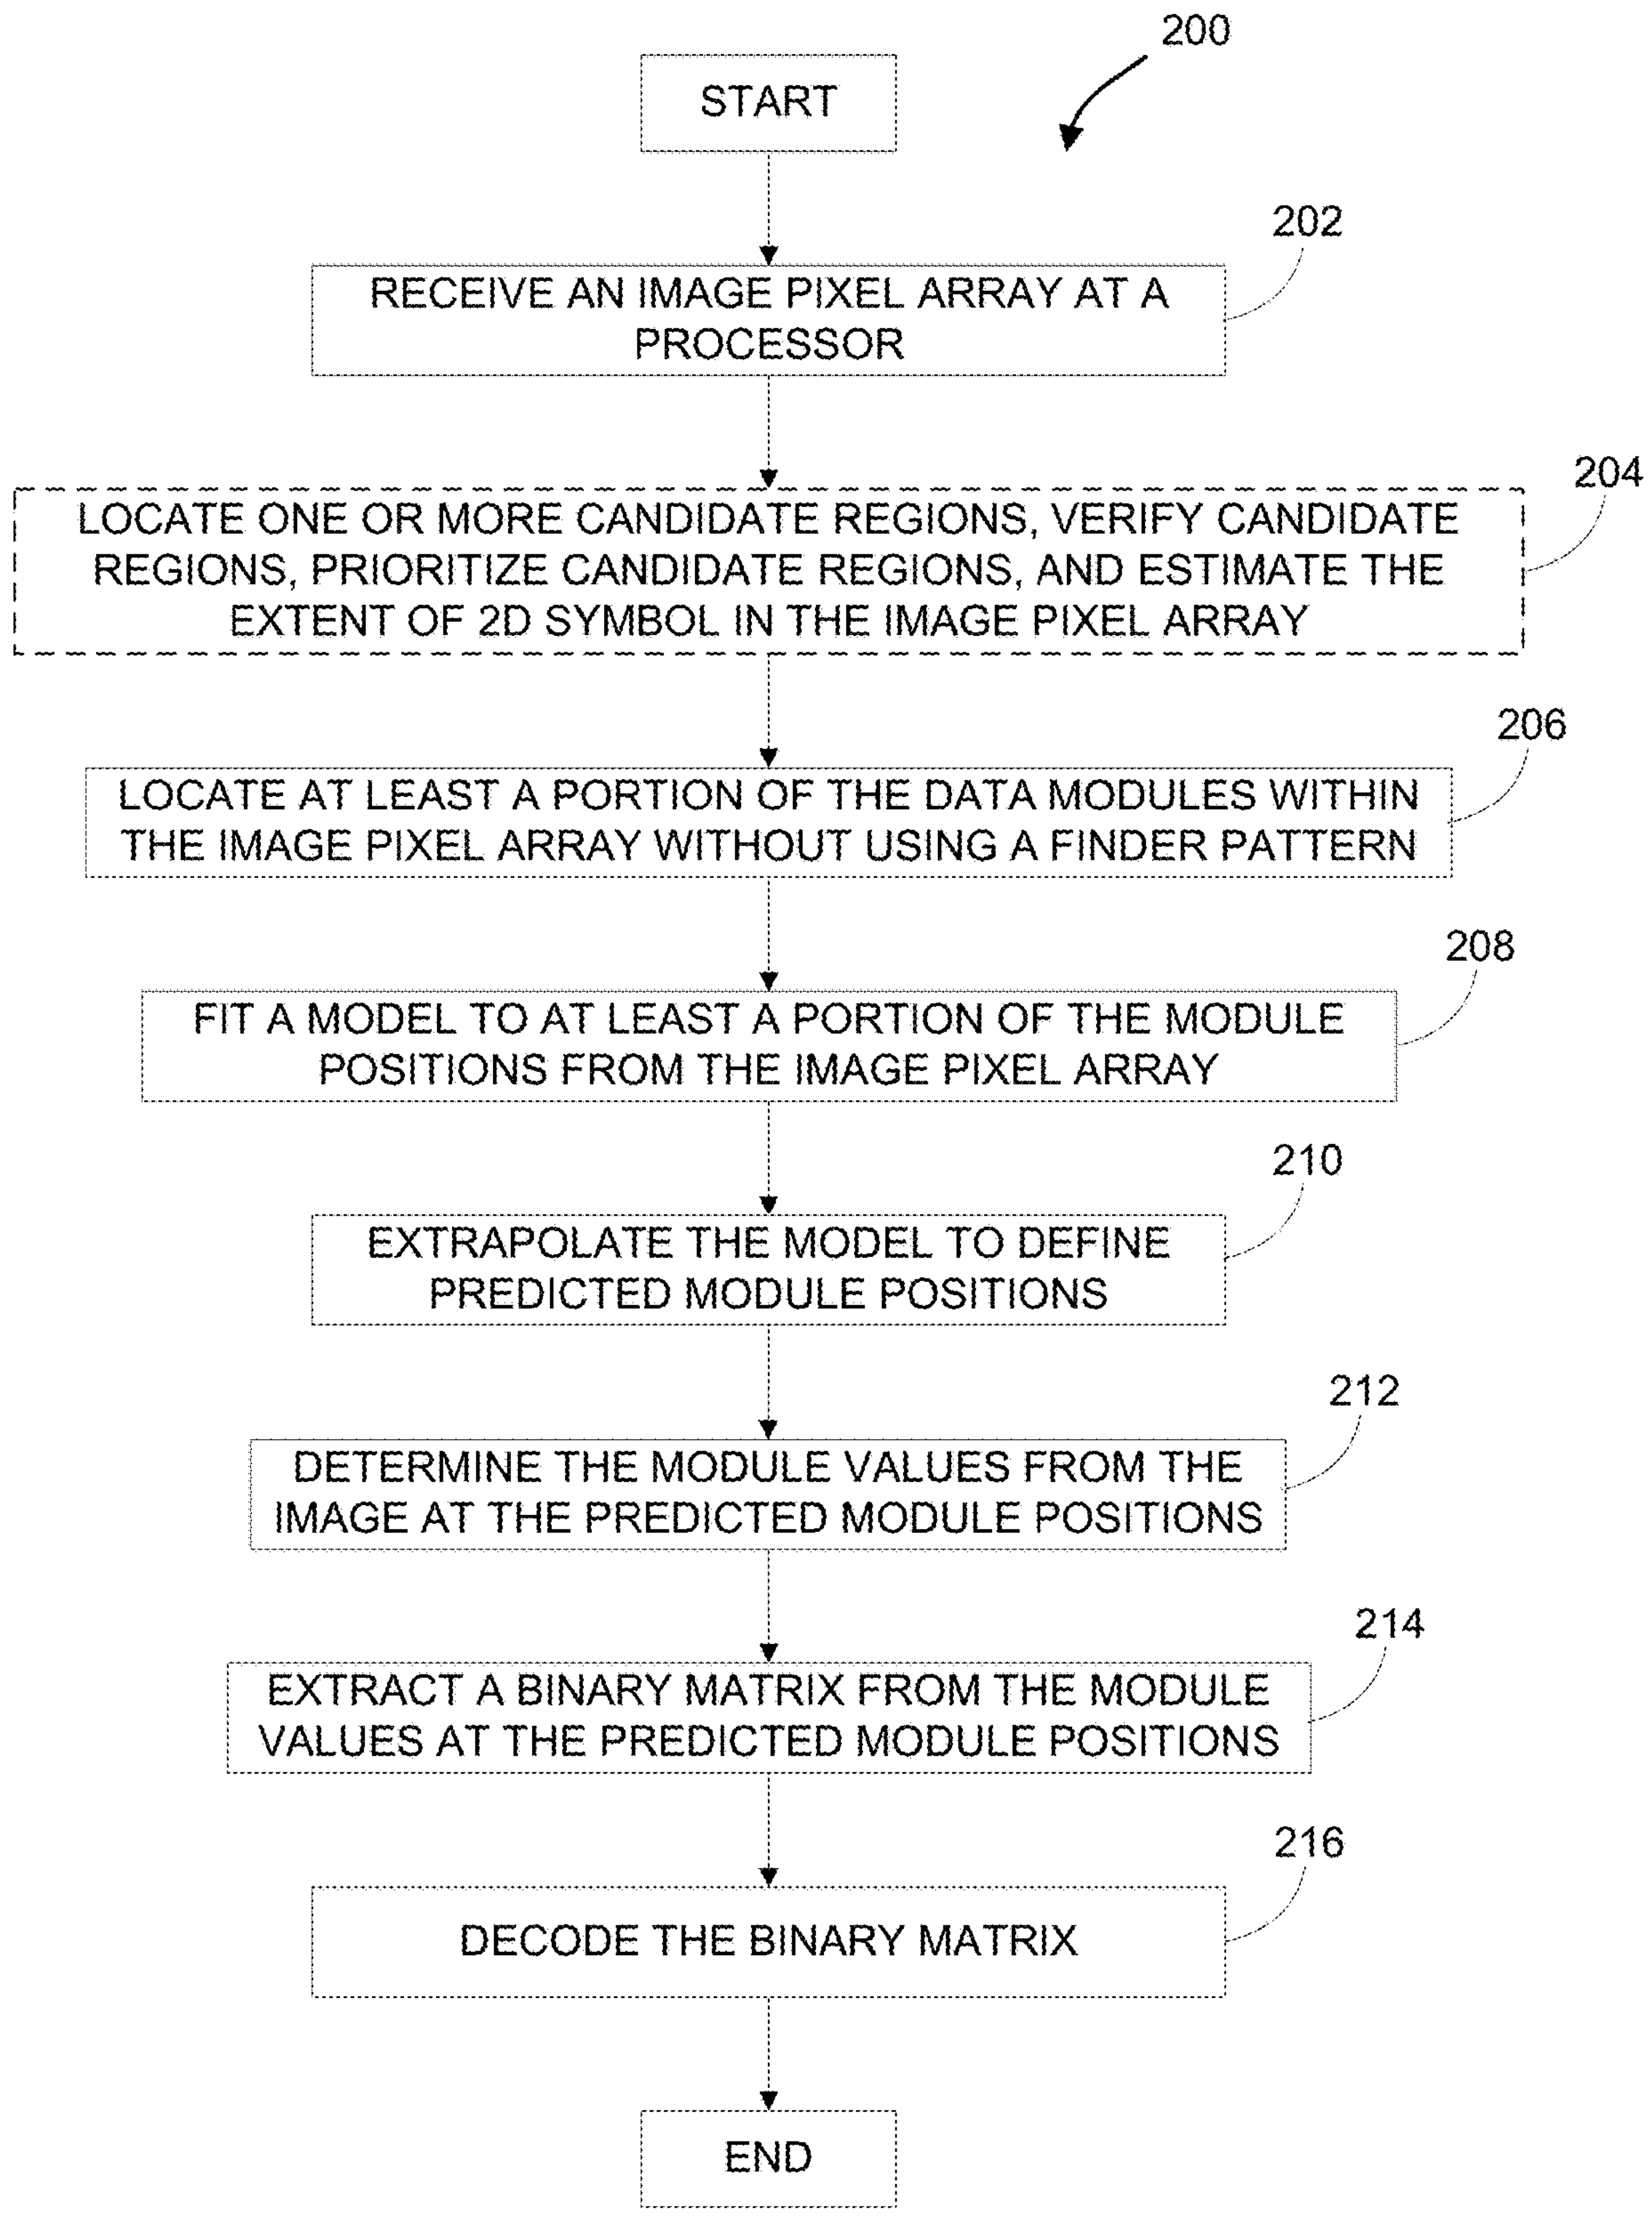 200
START
202
RECEIVE AN IMAGE PIXEL ARRAY AT A
PROCESSOR
204
LOCATE ONE OR MORE CANDIDATE REGIONS, VERIFY CANDIDATE
REGIONS, PRIORITIZE CANDIDATE REGIONS, AND ESTIMATE THE
EXTENT OF 2D SYMBOL IN THE IMAGE PIXEL ARRAY
206
LOCATE AT LEAST A PORTION OF THE DATA MODULES WITHIN
THE IMAGE PIXEL ARRAY WITHOUT USING A FINDER PATTERN
208
FIT A MODEL TO AT LEAST A PORTION OF THE MODULE
POSITIONS FROM THE IMAGE PIXEL ARRAY
210
EXTRAPOLATE THE MODEL TO DEFINE
PREDICTED MODULE POSITIONS
212
DETERMINE THE MODULE VALUES FROM THE
IMAGE AT THE PREDICTED MODULE POSITIONS
214
EXTRACT A BINARY MATRIX FROM THE MODULE
VALUES AT THE PREDICTED MODULE POSITIONS
216
DECODE THE BINARY MATRIX
END